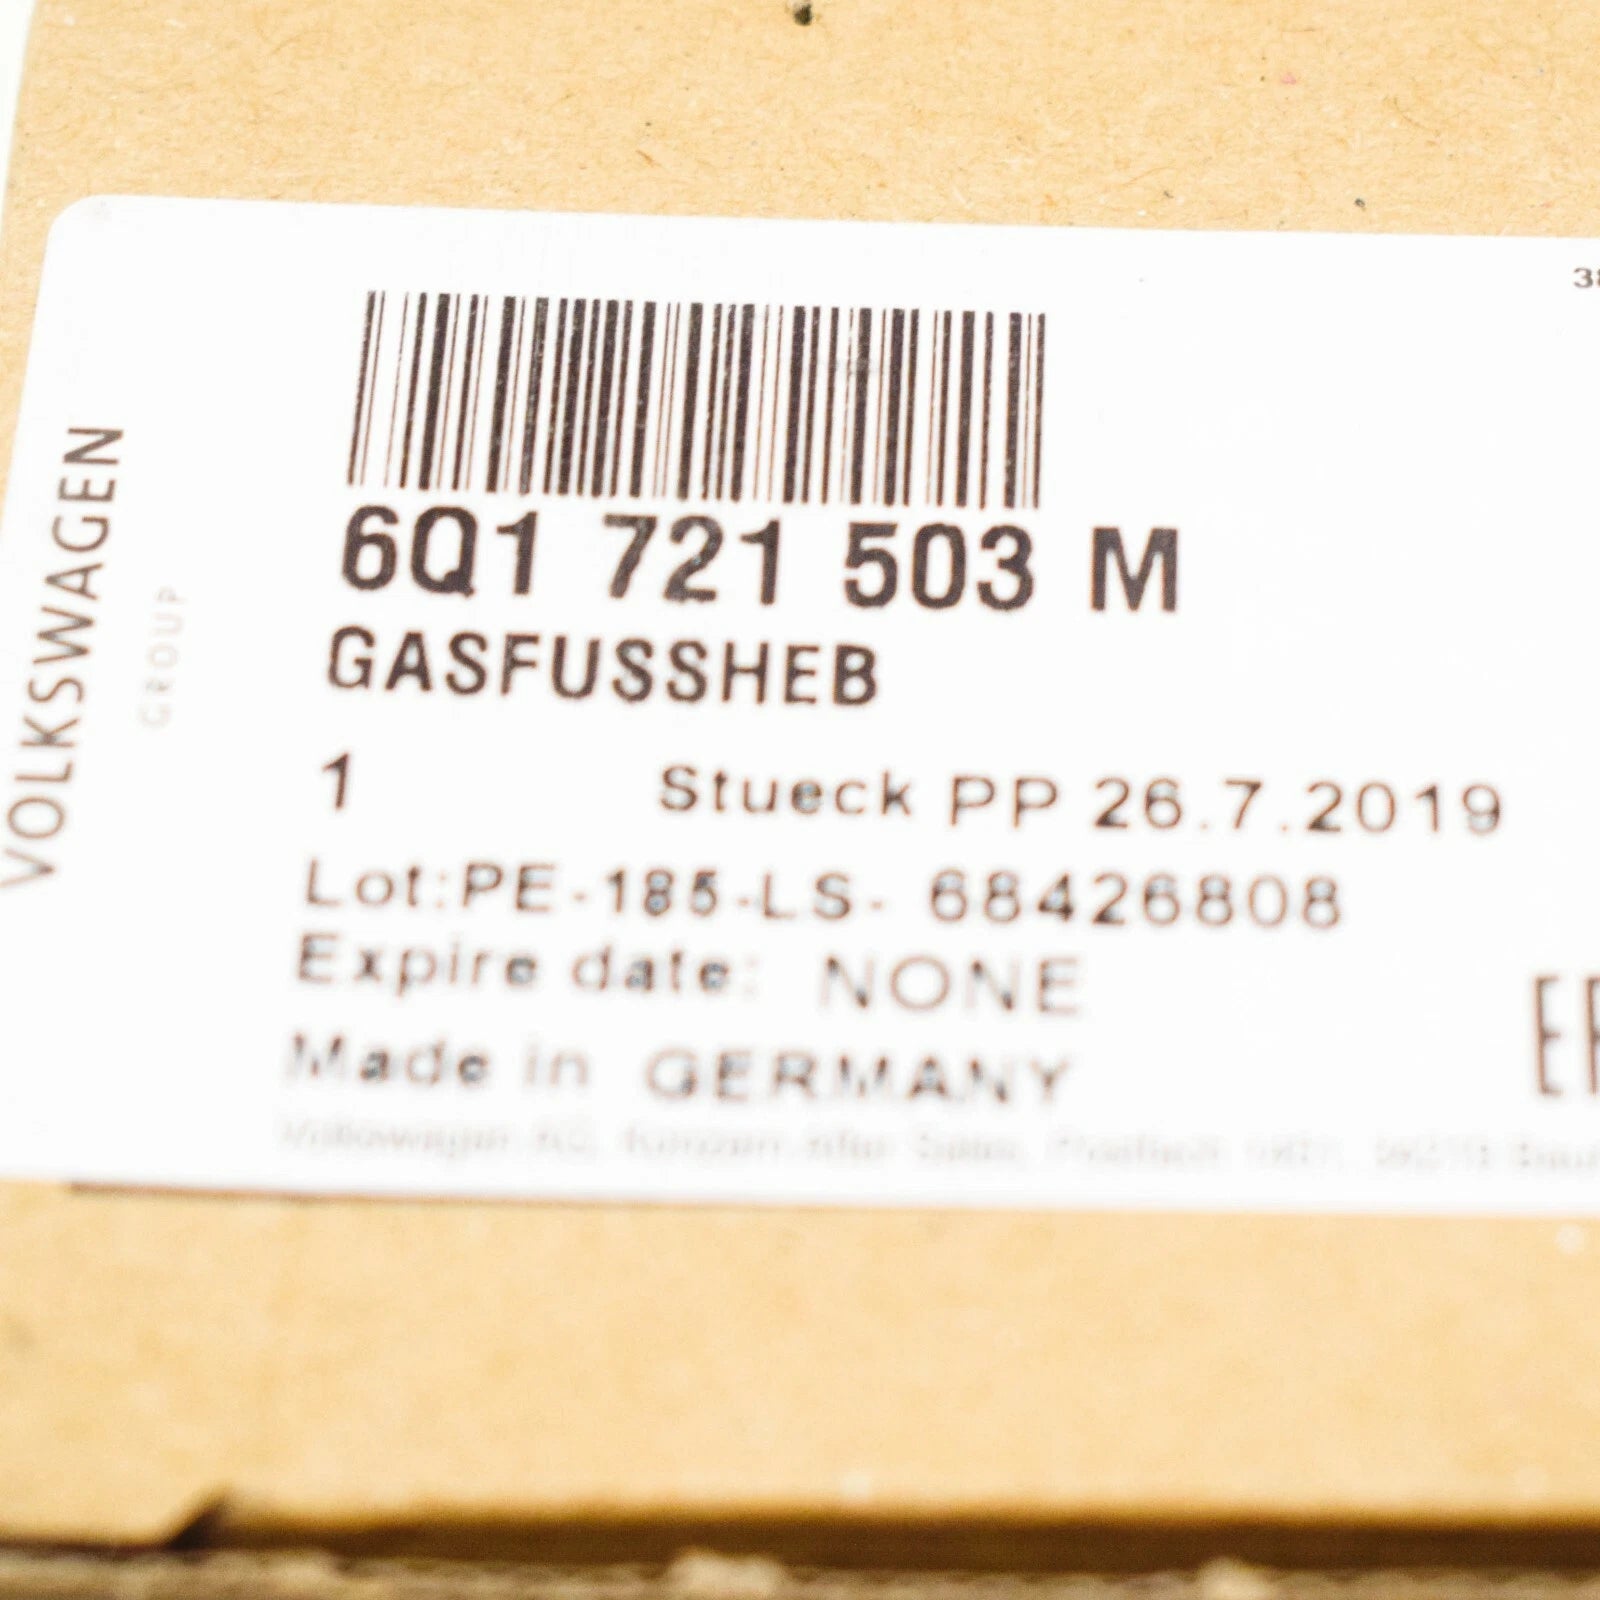 VOLKSWAGEN
GROUP
6Q1 721 503 M
GASFUSSHEB
1 Stueck PP 26.7.2019
Lot:PE-185-LS- 68426808
Expire date: NONE
Made in GERMANY